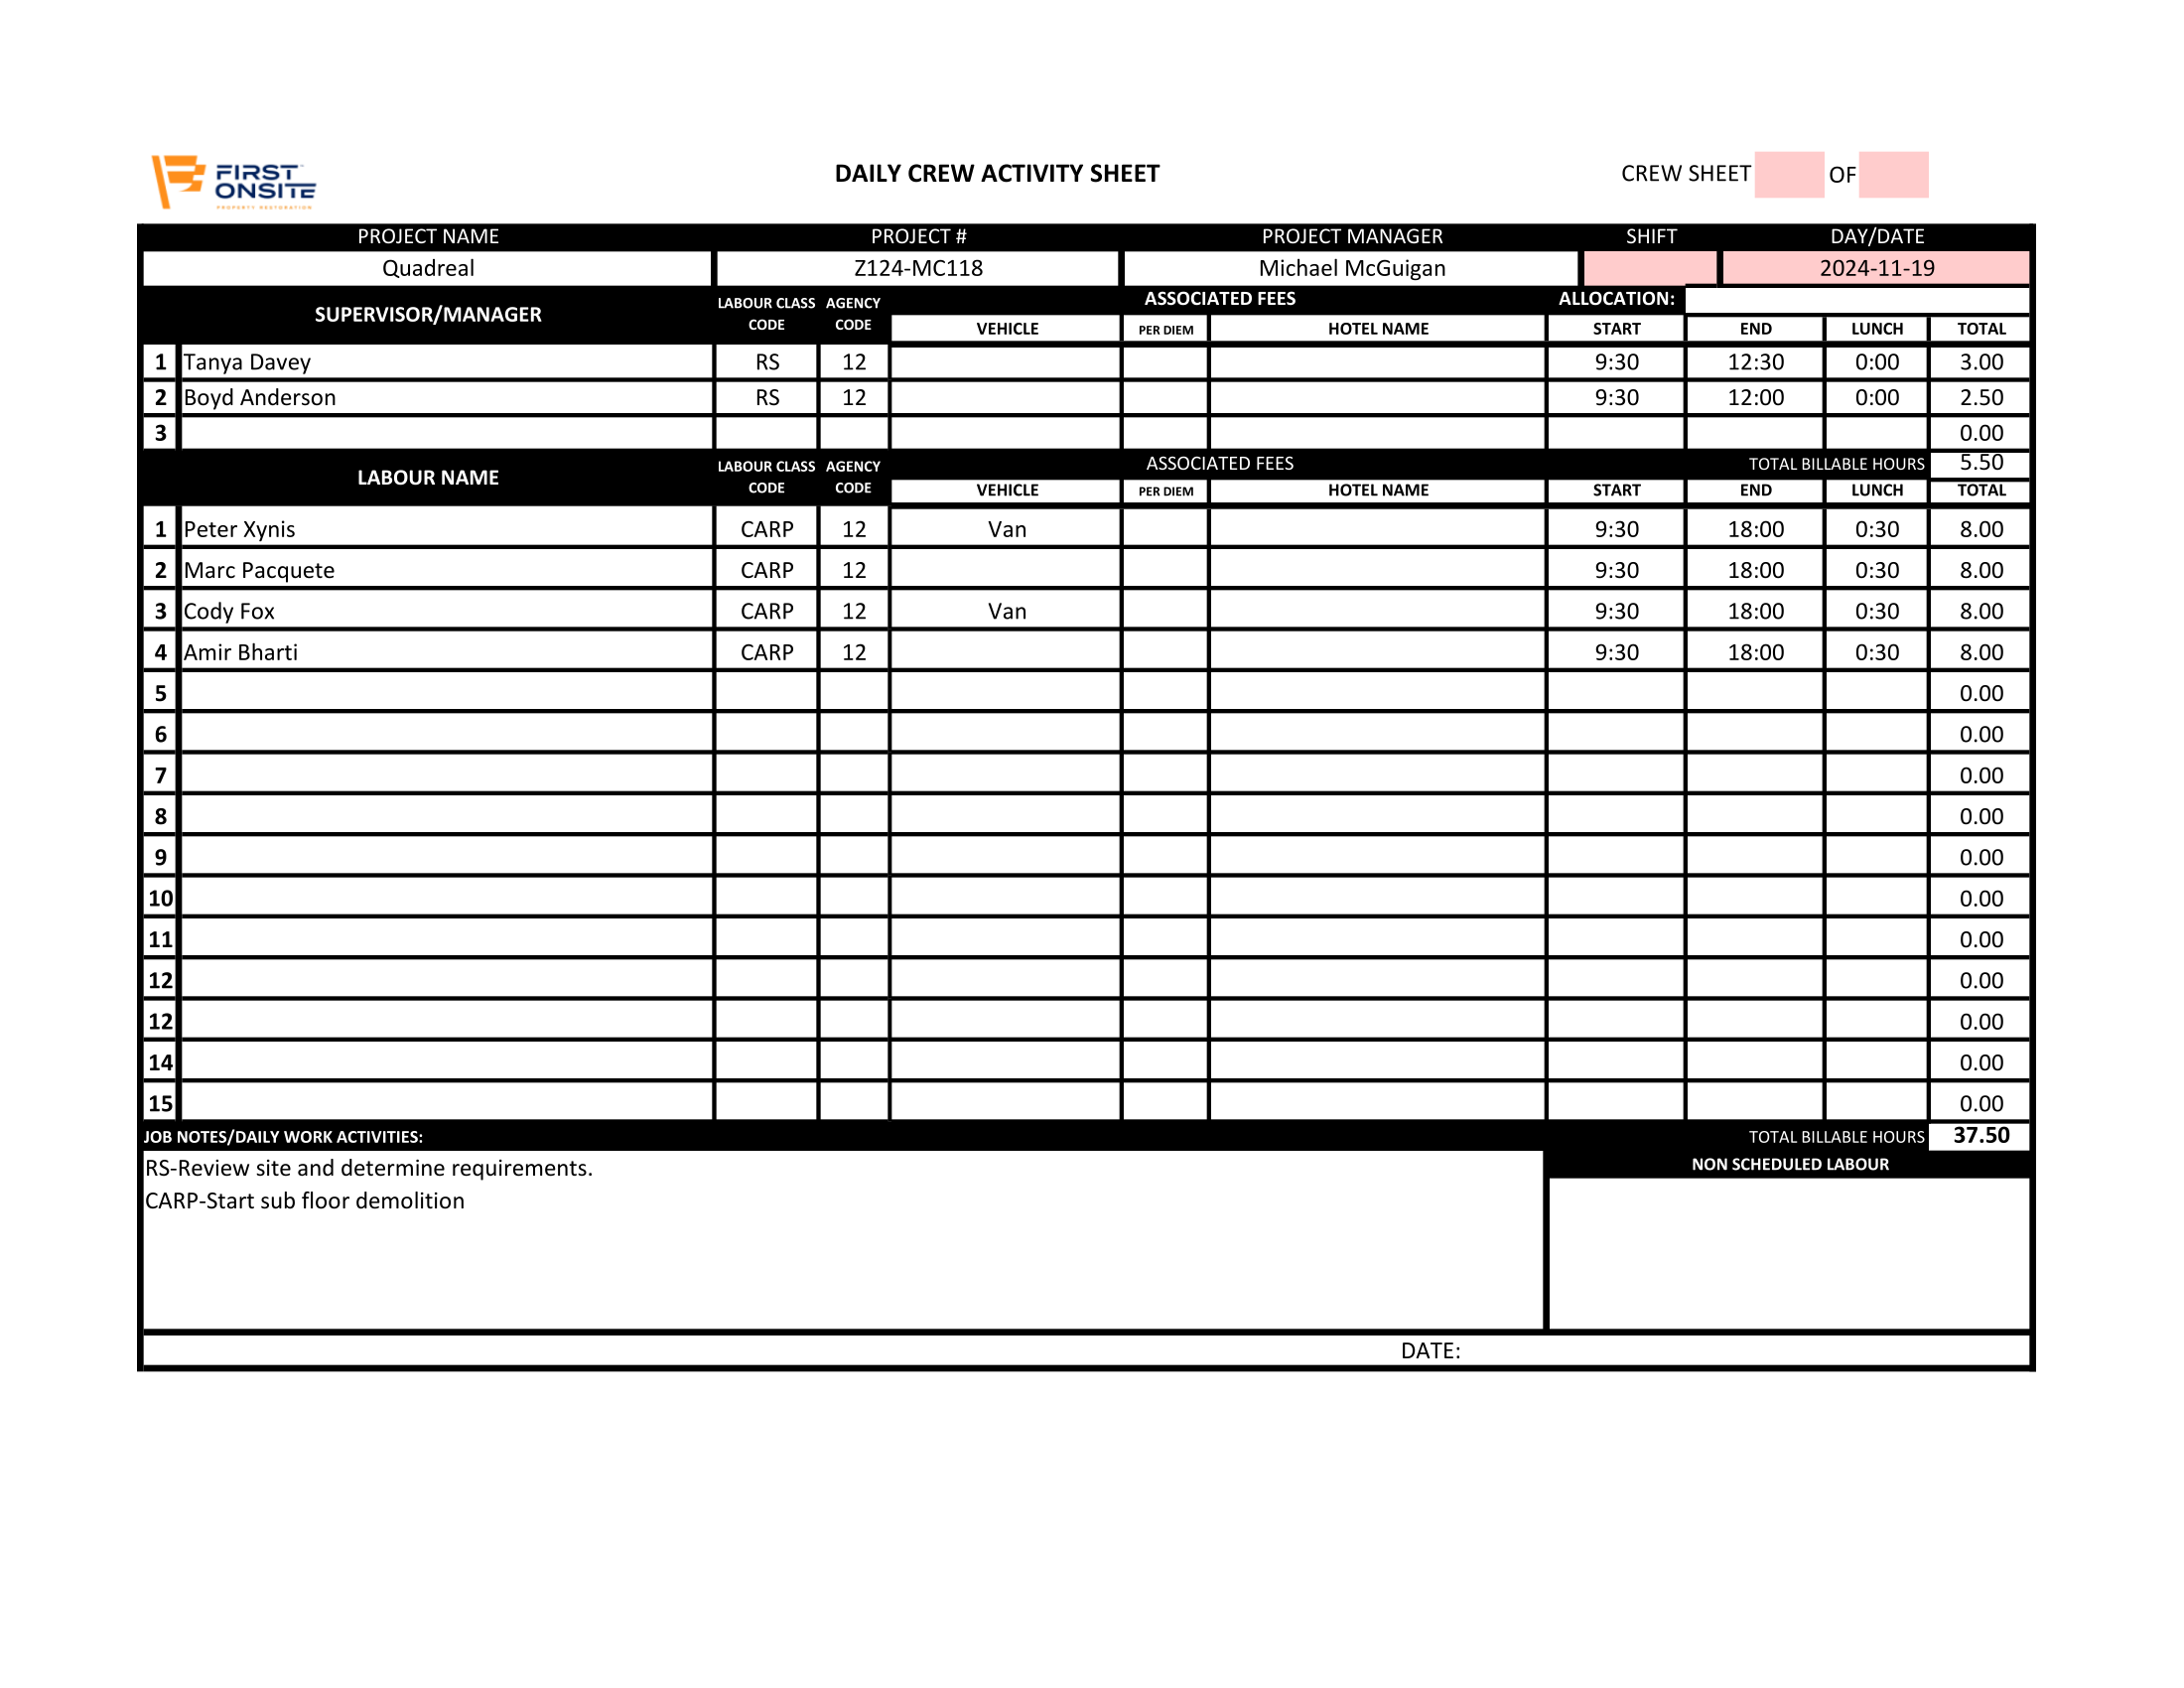 FIRST ONSITE PROPERTY RESTORATION
DAILY CREW ACTIVITY SHEET
CREW SHEET OF
PROJECT NAME PROJECT # PROJECT MANAGER SHIFT DAY/DATE
Quadreal Z124-MC118 Michael McGuigan 2024-11-19
SUPERVISOR/MANAGER LABOUR CLASS CODE AGENCY CODE ASSOCIATED FEES ALLOCATION:
VEHICLE PER DIEM HOTEL NAME START END LUNCH TOTAL
1 Tanya Davey RS 12 9:30 12:30 0:00 3.00
2 Boyd Anderson RS 12 9:30 12:00 0:00 2.50
3 0.00
LABOUR NAME LABOUR CLASS CODE AGENCY CODE ASSOCIATED FEES TOTAL BILLABLE HOURS 5.50
VEHICLE PER DIEM HOTEL NAME START END LUNCH TOTAL
1 Peter Xynis CARP 12 Van 9:30 18:00 0:30 8.00
2 Marc Pacquete CARP 12 9:30 18:00 0:30 8.00
3 Cody Fox CARP 12 Van 9:30 18:00 0:30 8.00
4 Amir Bharti CARP 12 9:30 18:00 0:30 8.00
5 0.00
6 0.00
7 0.00
8 0.00
9 0.00
10 0.00
11 0.00
12 0.00
12 0.00
14 0.00
15 0.00
JOB NOTES/DAILY WORK ACTIVITIES: TOTAL BILLABLE HOURS 37.50
RS-Review site and determine requirements. NON SCHEDULED LABOUR
CARP-Start sub floor demolition
DATE: